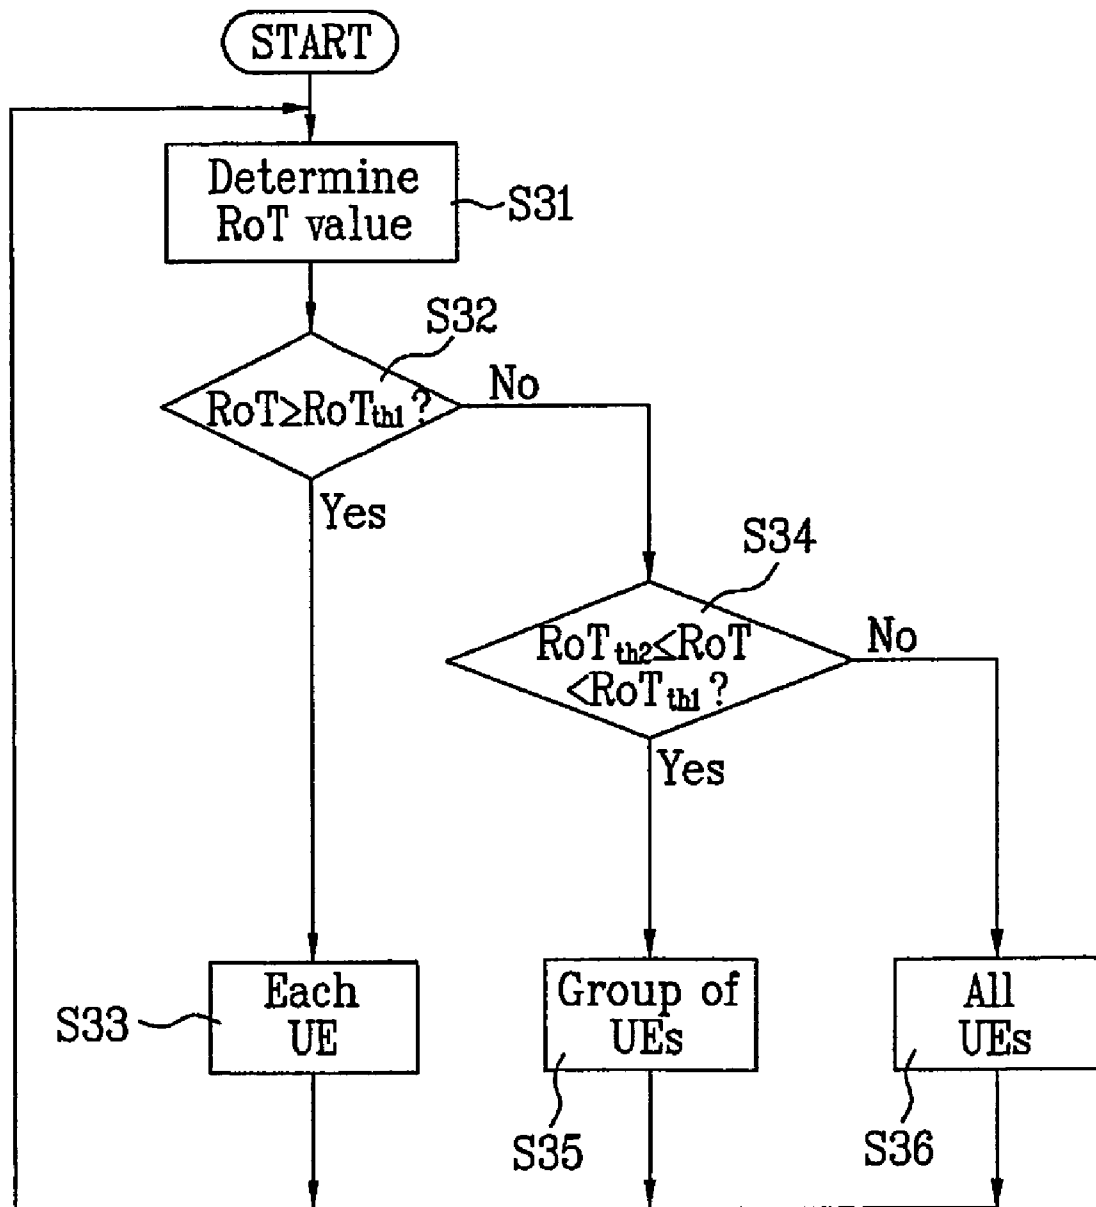 START
Determine
RoT value
S31
S32
RoT≥RoTth1?
No
Yes
S34
RoTth2≤RoT
<RoTth1?
No
Yes
Each
UE
S33
Group of
UEs
S35
All
UEs
S36